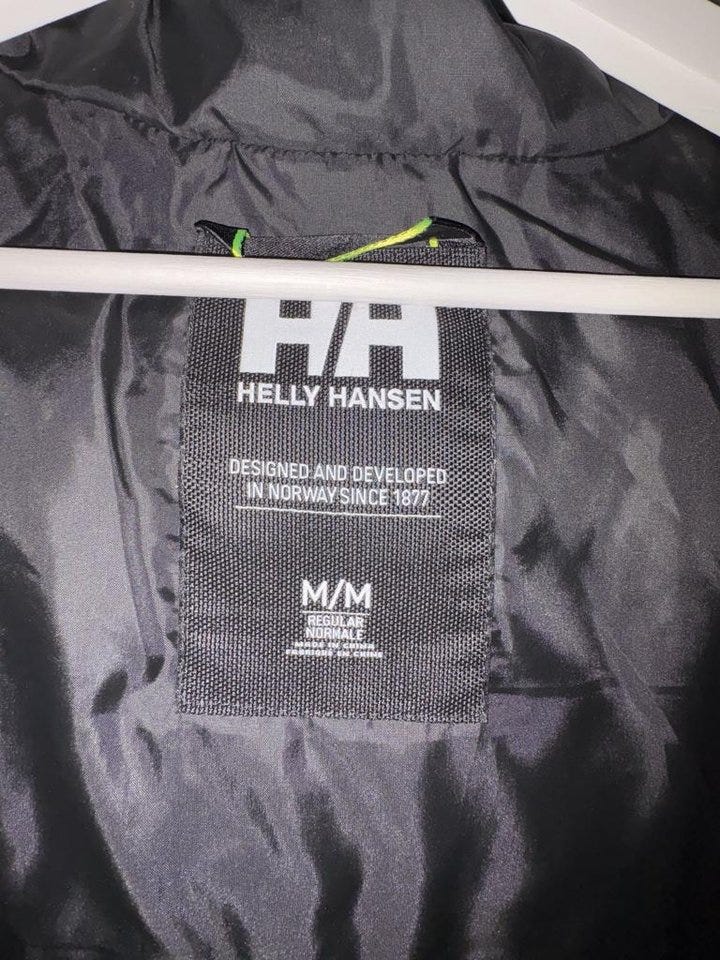 HH
HELLY HANSEN
DESIGNED AND DEVELOPED
IN NORWAY SINCE 1877
M/M
REGULAR
NORMALE
MADE IN CHINA
FABRIQUÉ EN CHINE